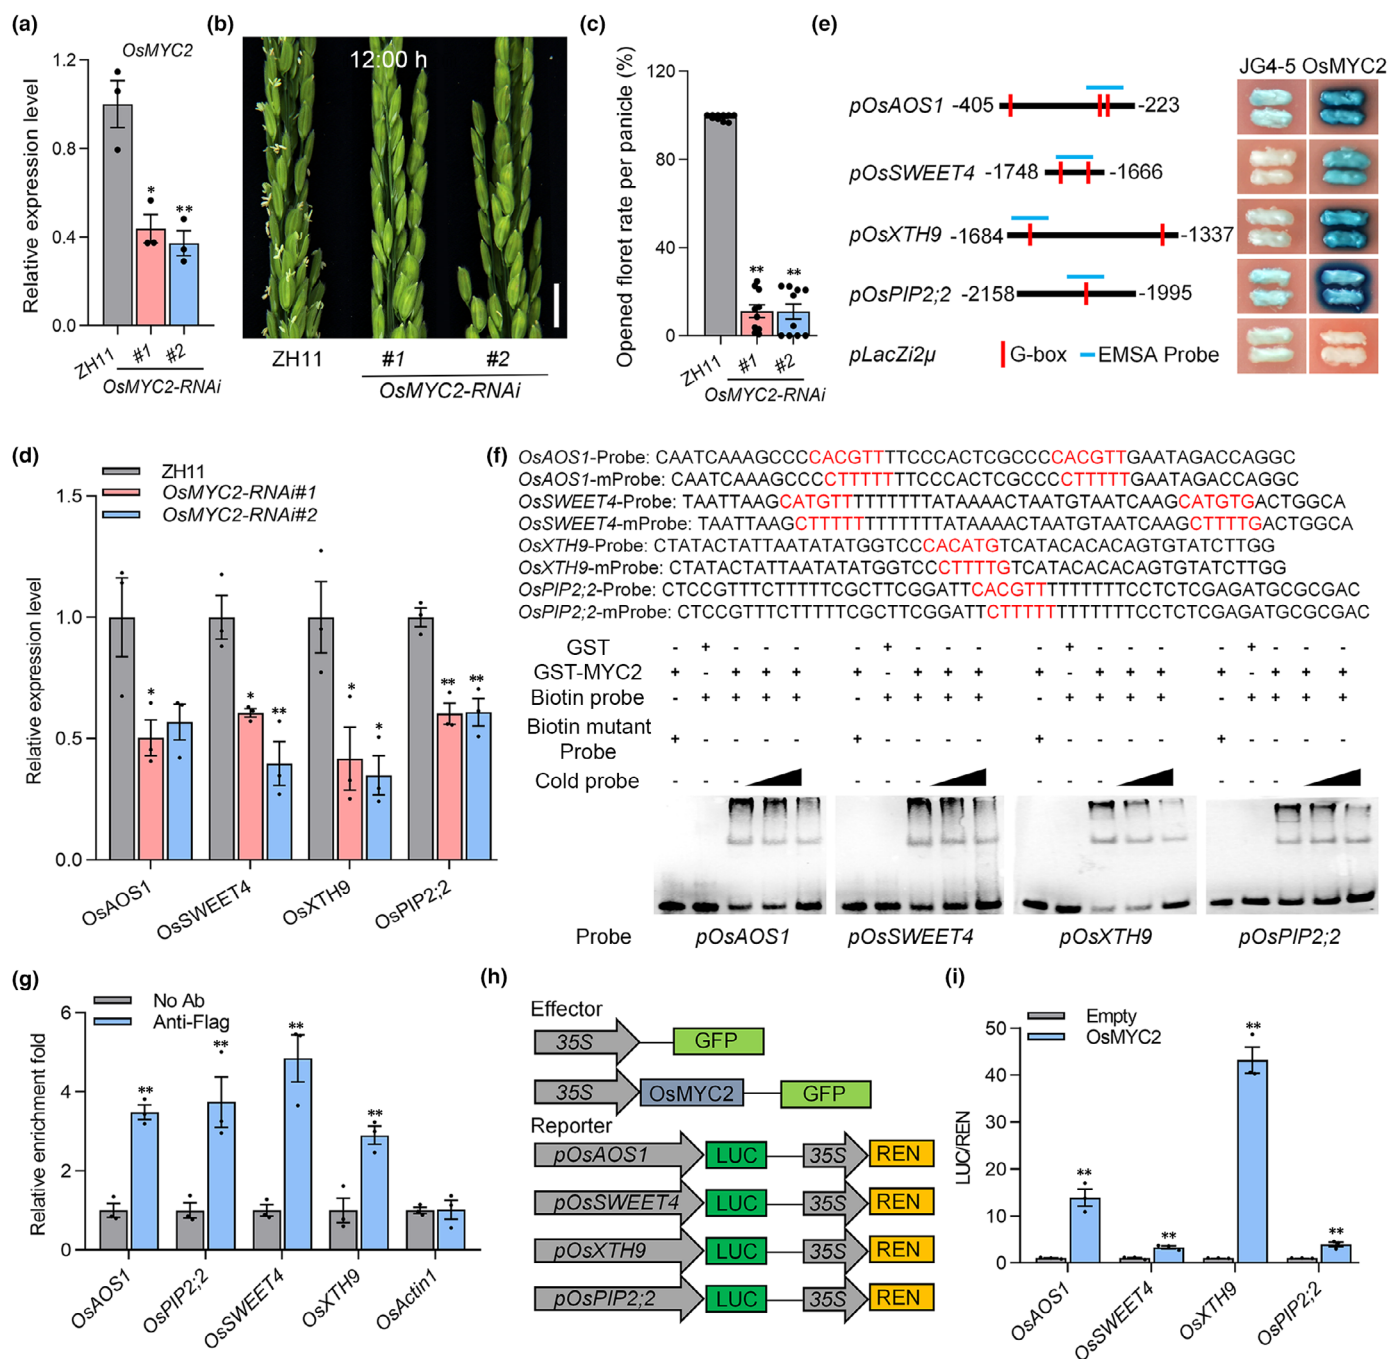 (a)
OsMYC2
Relative expression level
1.2
0.8
0.4
0.0
*
**
ZH11
#1
#2
OsMYC2-RNAi
(b)
12:00 h
ZH11
#1
#2
OsMYC2-RNAi
(c)
Opened floret rate per panicle (%)
120
80
40
0
**
**
ZH11
#1
#2
OsMYC2-RNAi
(e)
JG4-5 OsMYC2
pOsAOS1 -405 -223
pOsSWEET4 -1748 -1666
pOsXTH9 -1684 -1337
pOsPIP2;2 -2158 -1995
pLacZi2μ G-box EMSA Probe
(d)
ZH11
OsMYC2-RNAi#1
OsMYC2-RNAi#2
Relative expression level
1.5
1.0
0.5
0.0
*
* **
* *
** **
OsAOS1
OsSWEET4
OsXTH9
OsPIP2;2
(f)
OsAOS1-Probe: CAATCAAAGCCCCACGTTTTCCCACTCGCCCCACGTTGAATAGACCAGGC
OsAOS1-mProbe: CAATCAAAGCCCCTTTTTTTCCCACTCGCCCCTTTTTGAATAGACCAGGC
OsSWEET4-Probe: TAATTAAGCATGTTTTTTTTTATAAAACTAATGTAATCAAGCATGTGACTGGCA
OsSWEET4-mProbe: TAATTAAGCTTTTTTTTTTTTATAAAACTAATGTAATCAAGCTTTTGACTGGCA
OsXTH9-Probe: CTATACTATTAATATATGGTCCCACATGTCATACACACAGTGTATCTTGG
OsXTH9-mProbe: CTATACTATTAATATATGGTCCCTTTTGTCATACACACAGTGTATCTTGG
OsPIP2;2-Probe: CTCCGTTTCTTTTTCGCTTCGGATTCACGTTTTTTTTTCCTCTCGAGATGCGCGAC
OsPIP2;2-mProbe: CTCCGTTTCTTTTTCGCTTCGGATTCTTTTTTTTTTTTCCTCTCGAGATGCGCGAC
GST - + - - - - + - - - - + - - - - + - - -
GST-MYC2 + - + + + + - + + + + - + + + + - + + +
Biotin probe - + + + + - + + + + - + + + + - + + + +
Biotin mutant
Probe + - - - - + - - - - + - - - - + - - - -
Cold probe - - - - - - - - - - - -
Probe pOsAOS1 pOsSWEET4 pOsXTH9 pOsPIP2;2
(g)
No Ab
Anti-Flag
Relative enrichment fold
6
4
2
0
**
**
**
**
OsAOS1
OsPIP2;2
OsSWEET4
OsXTH9
OsActin1
(h)
Effector
35S GFP
35S OsMYC2 GFP
Reporter
pOsAOS1 LUC 35S REN
pOsSWEET4 LUC 35S REN
pOsXTH9 LUC 35S REN
pOsPIP2;2 LUC 35S REN
(i)
Empty
OsMYC2
LUC/REN
50
40
30
20
10
0
**
**
**
**
OsAOS1
OsSWEET4
OsXTH9
OsPIP2;2